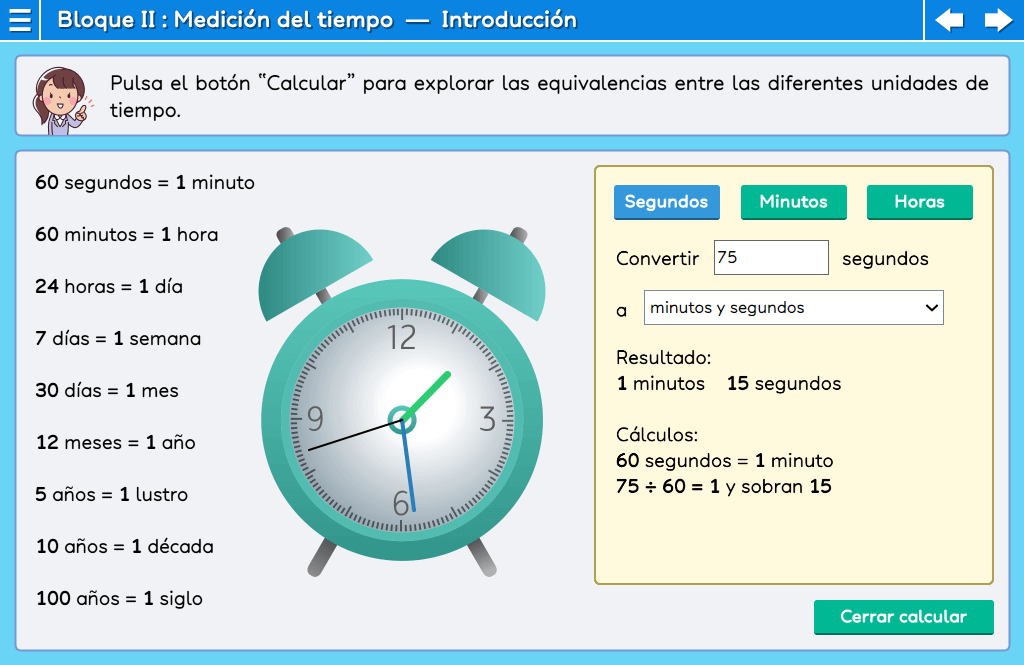 Bloque II : Medición del tiempo — Introducción
Pulsa el botón “Calcular” para explorar las equivalencias entre las diferentes unidades de
tiempo.
60 segundos = 1 minuto
60 minutos = 1 hora
24 horas = 1 día
7 días = 1 semana
30 días = 1 mes
12 meses = 1 año
5 años = 1 lustro
10 años = 1 década
100 años = 1 siglo
12
3
6
9
Segundos Minutos Horas
Convertir 75 segundos
a minutos y segundos
Resultado:
1 minutos 15 segundos
Cálculos:
60 segundos = 1 minuto
75 ÷ 60 = 1 y sobran 15
Cerrar calcular